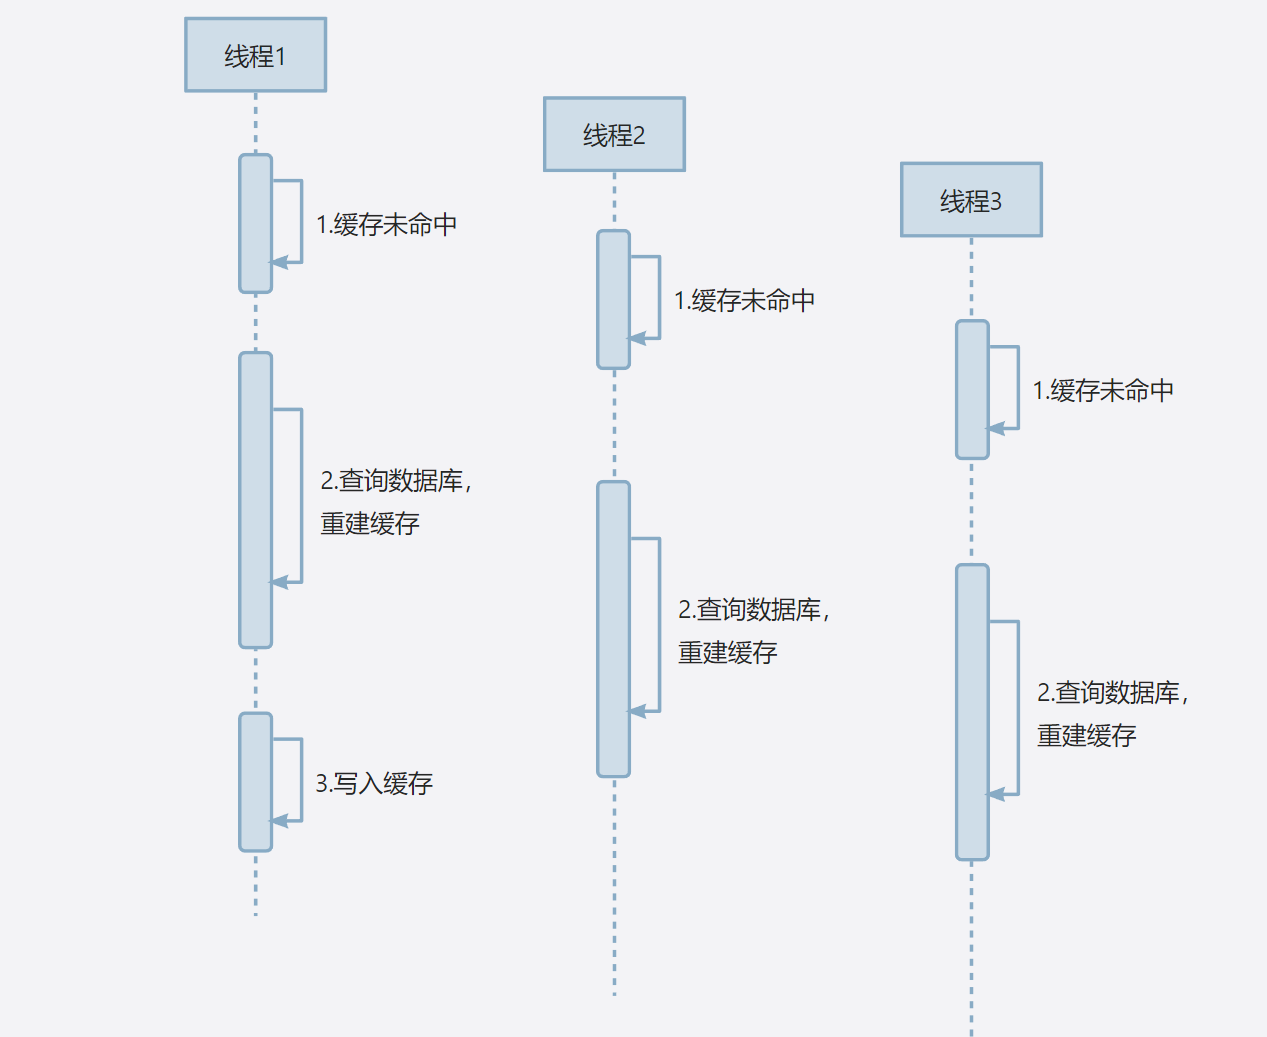 线程1
1.缓存未命中
2.查询数据库，
重建缓存
3.写入缓存
线程2
1.缓存未命中
2.查询数据库，
重建缓存
线程3
1.缓存未命中
2.查询数据库，
重建缓存